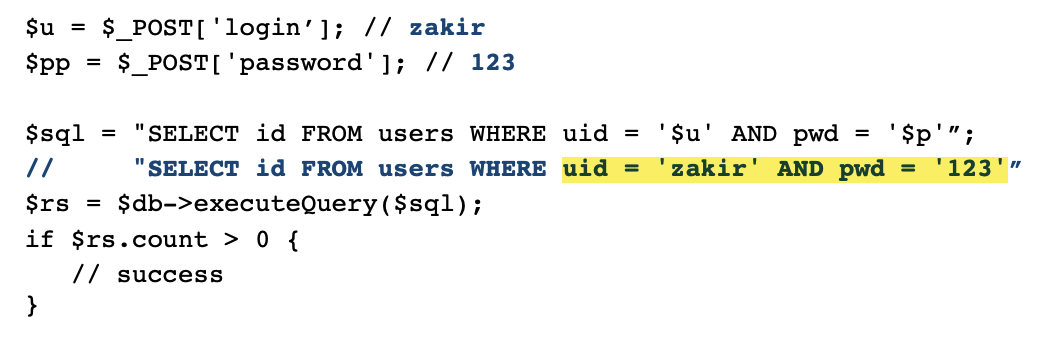 $u = $_POST['login’]; // zakir
$pp = $_POST['password']; // 123
$sql = "SELECT id FROM users WHERE uid = '$u' AND pwd = '$p'”;
// "SELECT id FROM users WHERE uid = 'zakir' AND pwd = '123'”
$rs = $db->executeQuery($sql);
if $rs.count > 0 {
// success
}